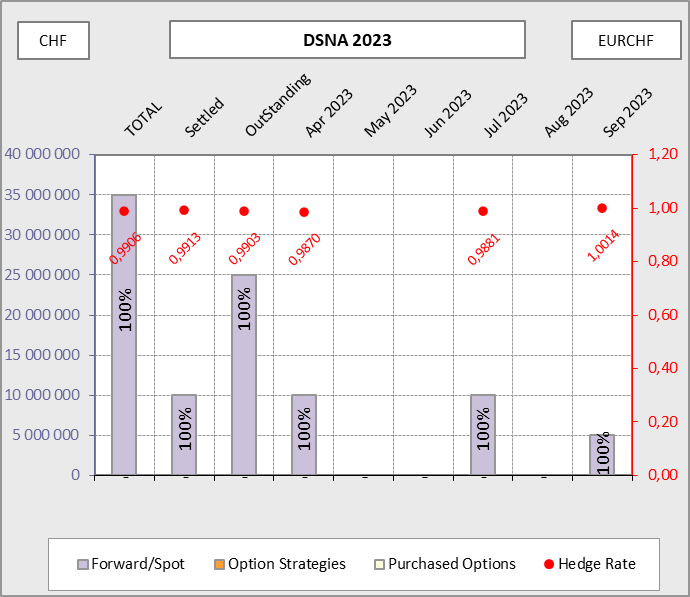 CHF
DSNA 2023
EURCHF
TOTAL
Settled
OutStanding
Apr 2023
May 2023
Jun 2023
Jul 2023
Aug 2023
Sep 2023
40 000 000
35 000 000
30 000 000
25 000 000
20 000 000
15 000 000
10 000 000
5 000 000
0
1,20
1,00
0,80
0,60
0,40
0,20
0,00
0,9906
0,9913
0,9903
0,9870
0,9881
1,0014
100%
100%
100%
100%
100%
100%
Forward/Spot
Option Strategies
Purchased Options
Hedge Rate